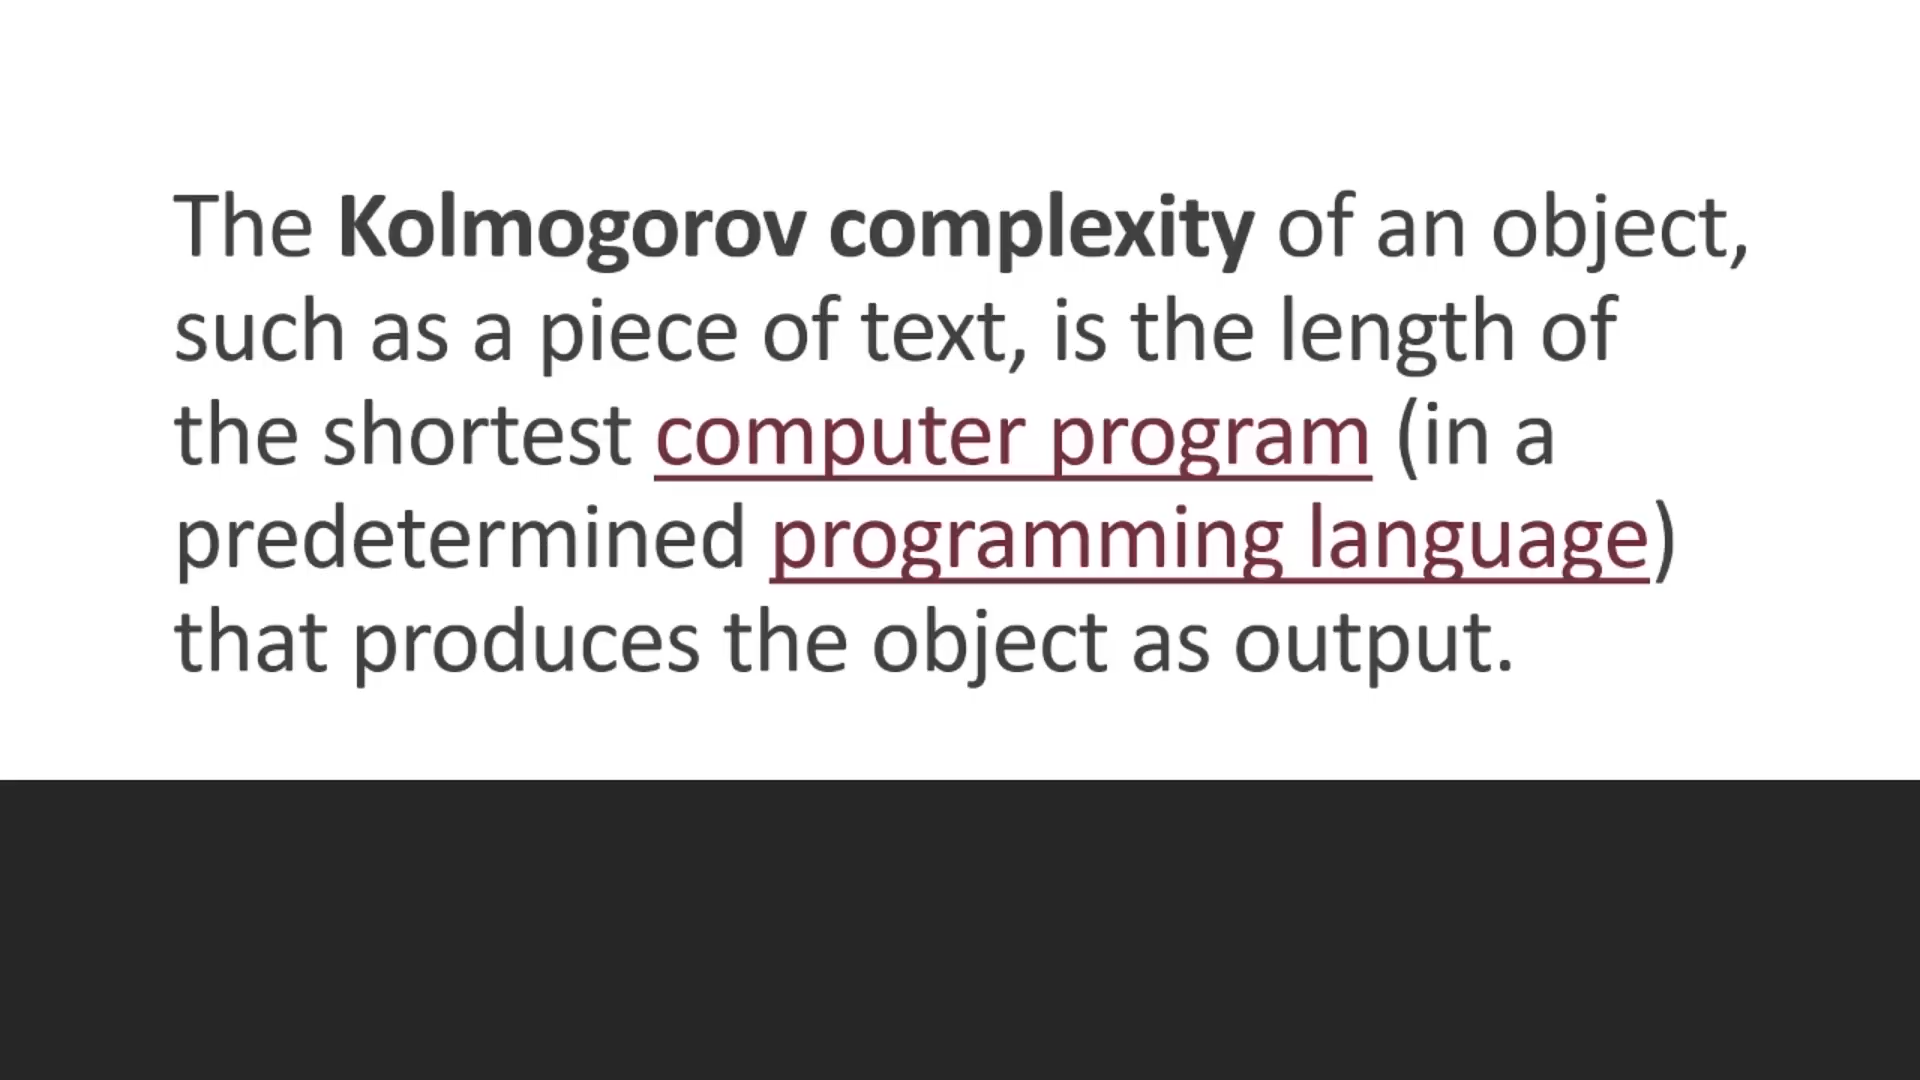 The Kolmogorov complexity of an object,
such as a piece of text, is the length of
the shortest computer program (in a
predetermined programming language)
that produces the object as output.